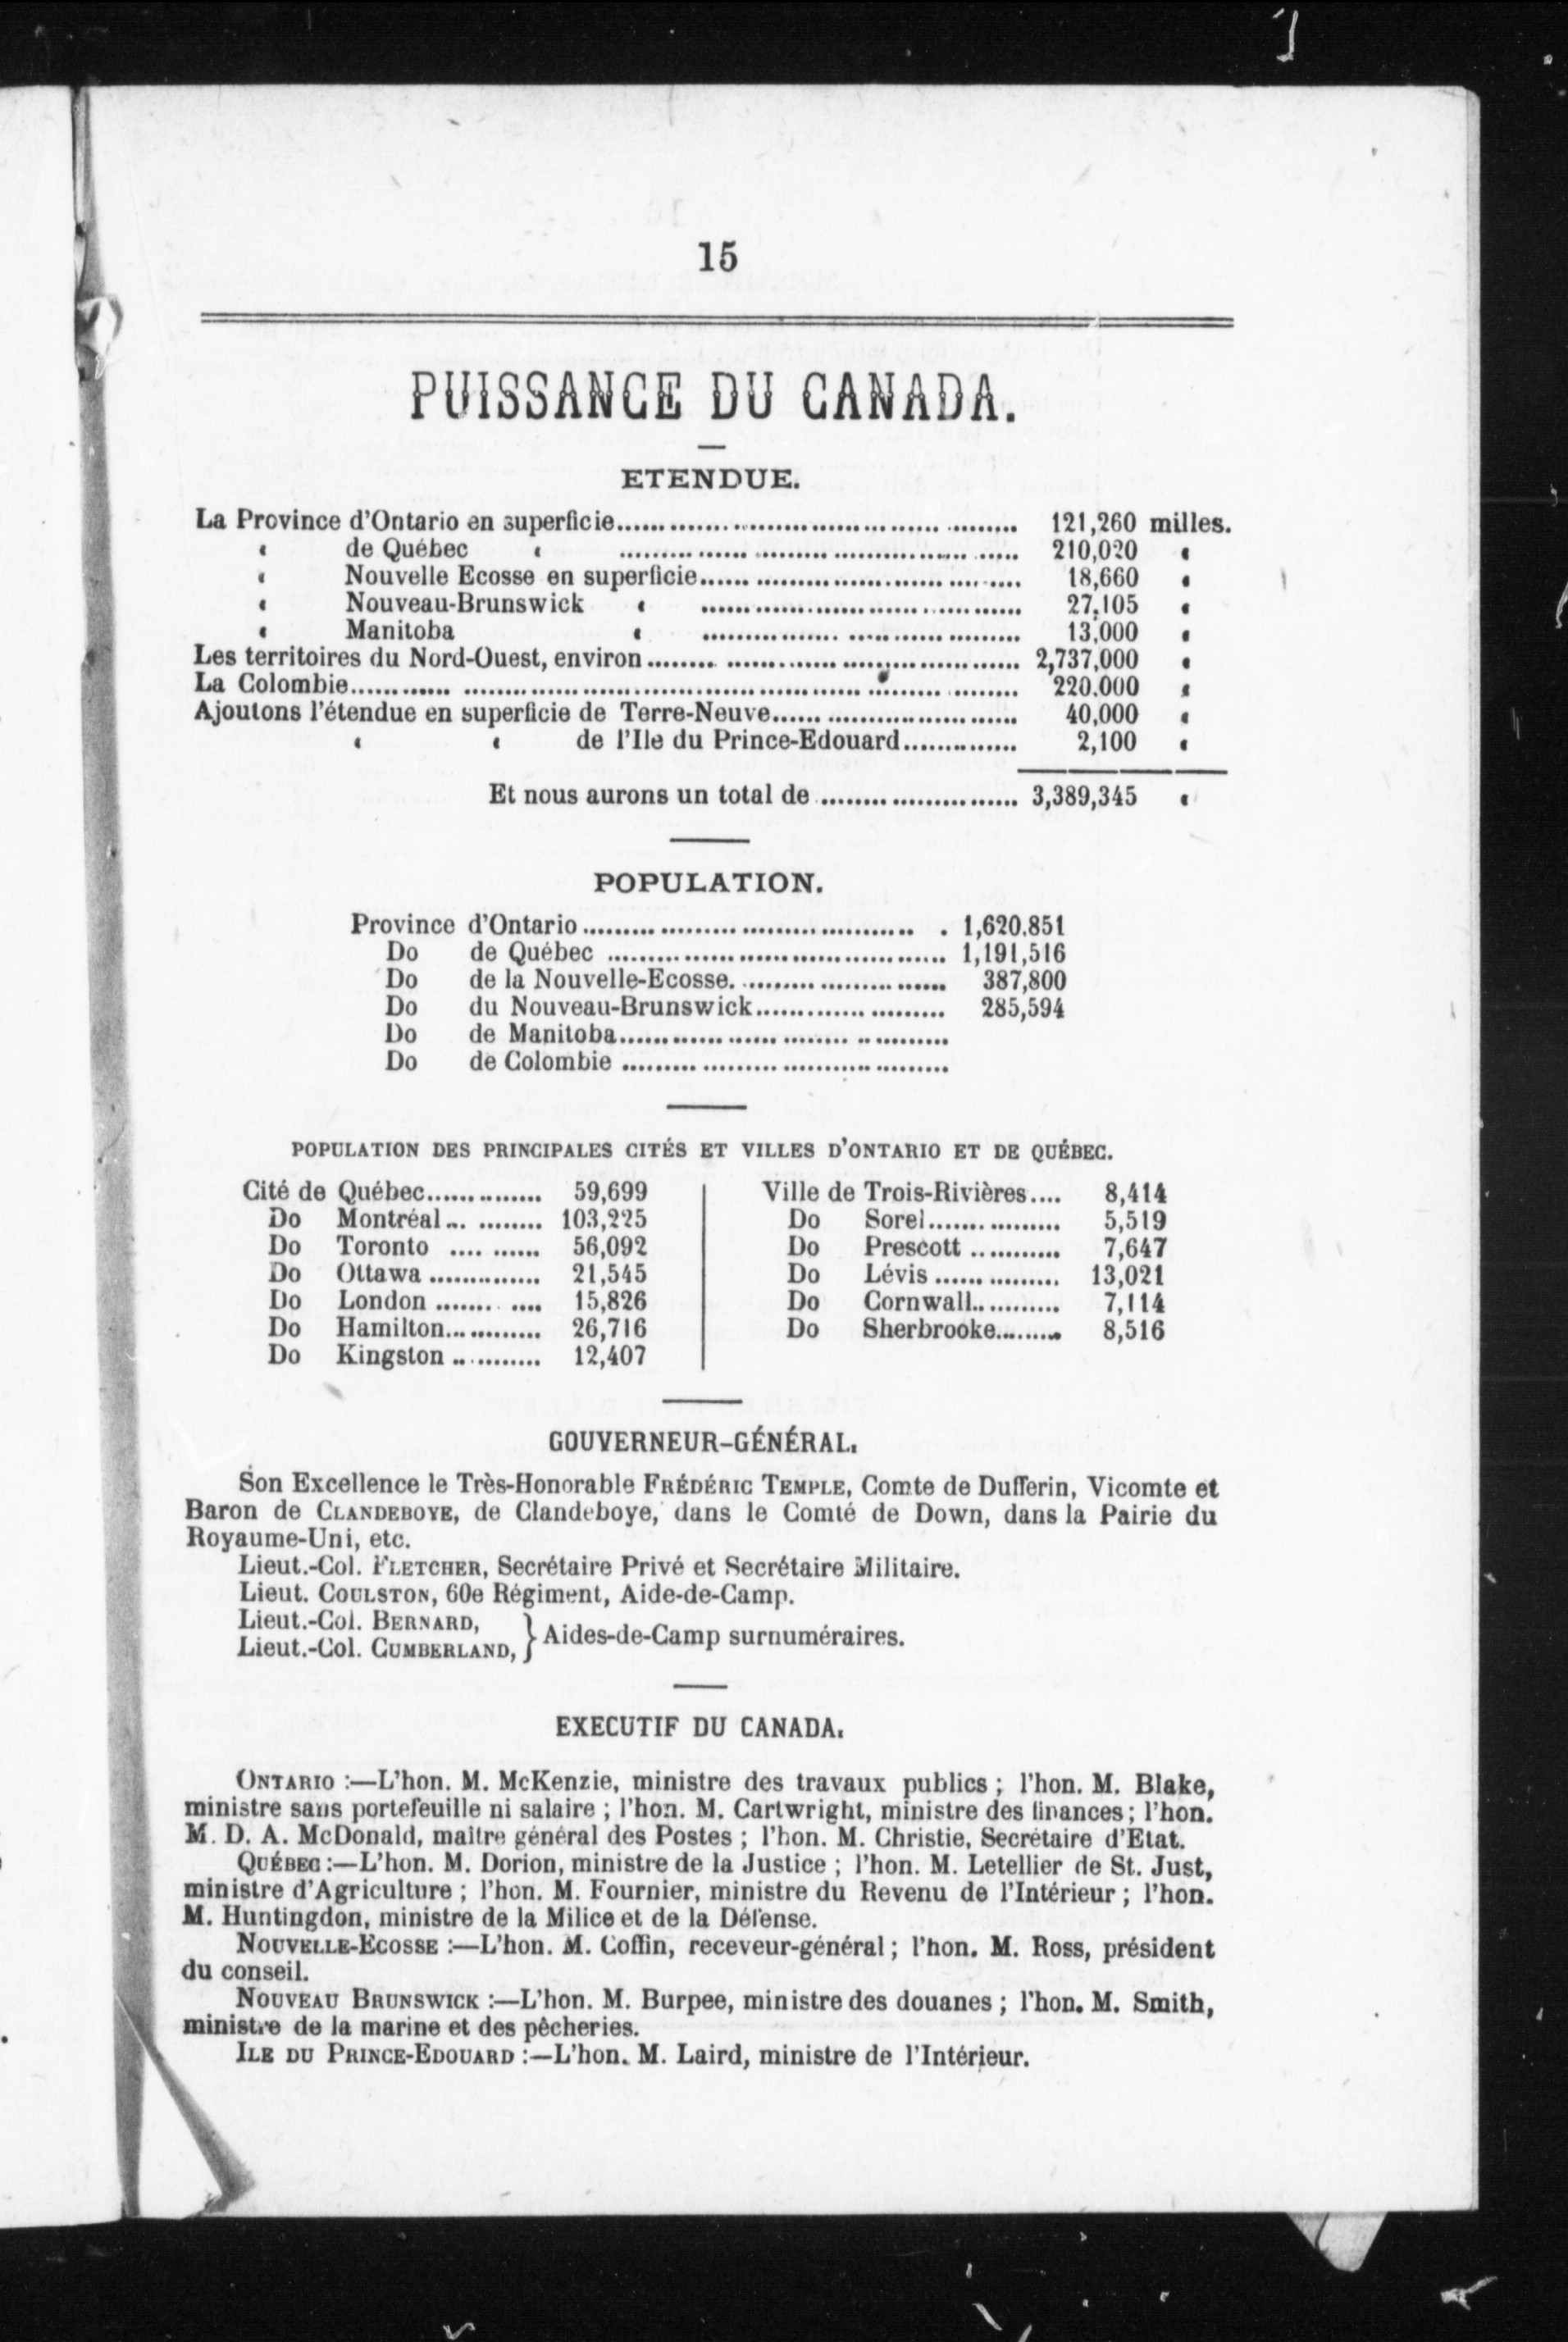 15
PUISSANCE DU CANADA.
ETENDUE.
La Province d'Ontario en superficie.................... 121,260 milles.
‘ de Québec ‘ .................... 210,020 ‘
‘ Nouvelle Ecosse en superficie.................... 18,660 ‘
‘ Nouveau-Brunswick ‘ .................... 27,105 ‘
‘ Manitoba ‘ .................... 13,000 ‘
Les territoires du Nord-Ouest, environ.................... 2,737,000 ‘
La Colombie.................... 220,000 ‘
Ajoutons l'étendue en superficie de Terre-Neuve.................... 40,000 ‘
‘ ‘ de l'Ile du Prince-Edouard.............. 2,100 ‘
Et nous aurons un total de .................... 3,389,345 ‘
POPULATION.
Province d'Ontario.................... 1,620,851
Do de Québec .................... 1,191,516
Do de la Nouvelle-Ecosse.................... 387,800
Do du Nouveau-Brunswick.................... 285,594
Do de Manitoba....................
Do de Colombie ....................
POPULATION DES PRINCIPALES CITÉS ET VILLES D'ONTARIO ET DE QUÉBEC.
Cité de Québec.............. 59,699
Do Montréal............ 103,225
Do Toronto .......... 56,092
Do Ottawa .............. 21,545
Do London ............ 15,826
Do Hamilton............ 26,716
Do Kingston ........... 12,407
Ville de Trois-Rivières.... 8,414
Do Sorel................ 5,519
Do Prescott ........... 7,647
Do Lévis ............... 13,021
Do Cornwall............ 7,114
Do Sherbrooke......... 8,516
GOUVERNEUR-GÉNÉRAL.
Son Excellence le Très-Honorable FRÉDÉRIC TEMPLE, Comte de Dufferin, Vicomte et
Baron de CLANDEBOYE, de Clandeboye, dans le Comté de Down, dans la Pairie du
Royaume-Uni, etc.
Lieut.-Col. FLETCHER, Secrétaire Privé et Secrétaire Militaire.
Lieut. COULSTON, 60e Régiment, Aide-de-Camp.
Lieut.-Col. BERNARD,
Lieut.-Col. CUMBERLAND, } Aides-de-Camp surnuméraires.
EXECUTIF DU CANADA.
ONTARIO :—L'hon. M. McKenzie, ministre des travaux publics ; l'hon. M. Blake,
ministre sans portefeuille ni salaire ; l'hon. M. Cartwright, ministre des finances ; l'hon.
M. D. A. McDonald, maître général des Postes ; l'hon. M. Christie, Secrétaire d'Etat.
QUÉBEC :—L'hon. M. Dorion, ministre de la Justice ; l'hon. M. Letellier de St. Just,
ministre d'Agriculture ; l'hon. M. Fournier, ministre du Revenu de l'Intérieur ; l'hon.
M. Huntingdon, ministre de la Milice et de la Défense.
NOUVELLE-ECOSSE :—L'hon. M. Coffin, receveur-général ; l'hon. M. Ross, président
du conseil.
NOUVEAU BRUNSWICK :—L'hon. M. Burpee, ministre des douanes ; l'hon. M. Smith,
ministre de la marine et des pêcheries.
ILE DU PRINCE-EDOUARD :—L'hon. M. Laird, ministre de l'Intérieur.